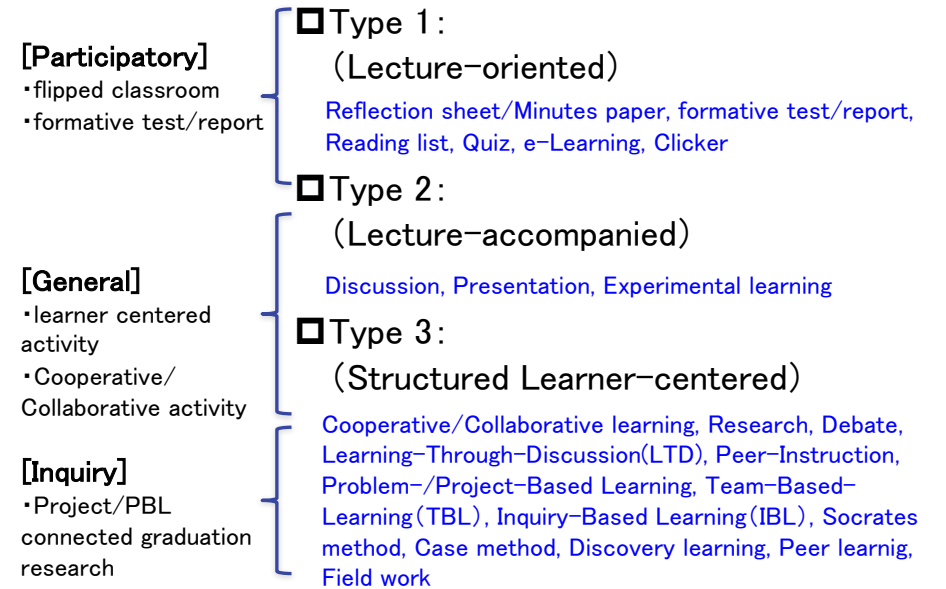 [Participatory]
・flipped classroom
・formative test/report
[General]
・learner centered
activity
・Cooperative/
Collaborative activity
[Inquiry]
・Project/PBL
connected graduation
research
Type 1:
(Lecture-oriented)
Reflection sheet/Minutes paper, formative test/report,
Reading list, Quiz, e-Learning, Clicker
Type 2:
(Lecture-accompanied)
Discussion, Presentation, Experimental learning
Type 3:
(Structured Learner-centered)
Cooperative/Collaborative learning, Research, Debate,
Learning-Through-Discussion(LTD), Peer-Instruction,
Problem-/Project-Based Learning, Team-Based-
Learning(TBL), Inquiry-Based Learning(IBL), Socrates
method, Case method, Discovery learning, Peer learnig,
Field work